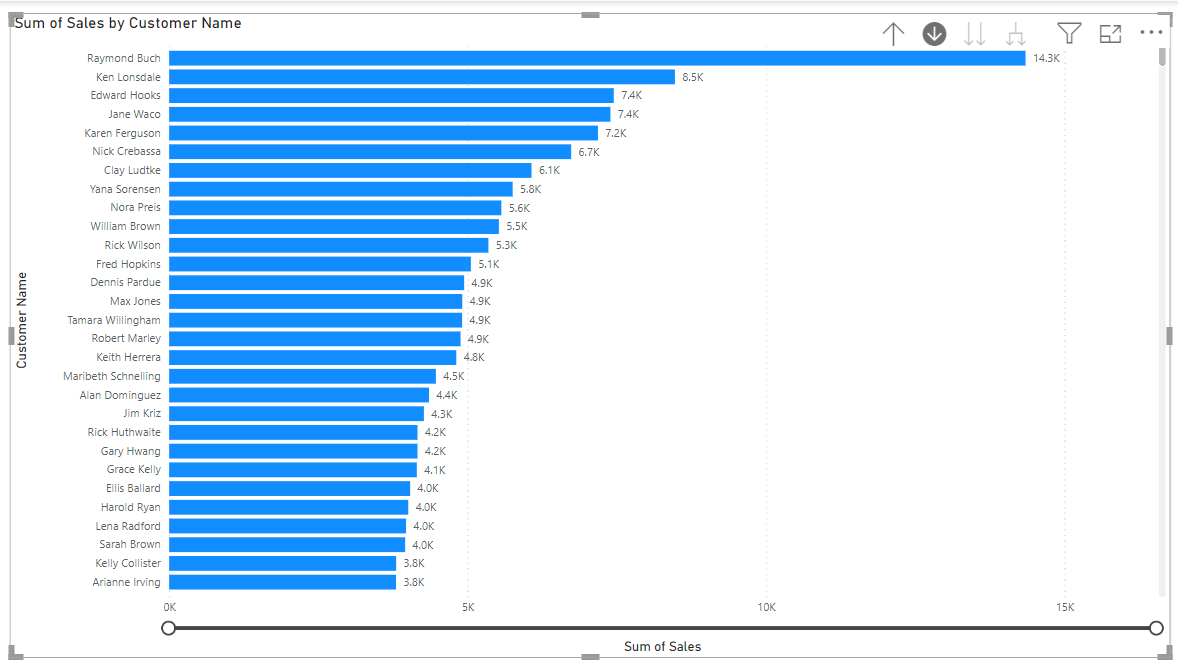 Sum of Sales by Customer Name
Raymond Buch 14.3K
Ken Lonsdale 8.5K
Edward Hooks 7.4K
Jane Waco 7.4K
Karen Ferguson 7.2K
Nick Crebassa 6.7K
Clay Ludtke 6.1K
Yana Sorensen 5.8K
Nora Preis 5.6K
William Brown 5.5K
Rick Wilson 5.3K
Fred Hopkins 5.1K
Dennis Pardue 4.9K
Max Jones 4.9K
Tamara Willingham 4.9K
Robert Marley 4.9K
Keith Herrera 4.8K
Maribeth Schnelling 4.5K
Alan Dominguez 4.4K
Jim Kriz 4.3K
Rick Huthwaite 4.2K
Gary Hwang 4.2K
Grace Kelly 4.1K
Ellis Ballard 4.0K
Harold Ryan 4.0K
Lena Radford 4.0K
Sarah Brown 4.0K
Kelly Collister 3.8K
Arianne Irving 3.8K
Customer Name
0K 5K 10K 15K
Sum of Sales